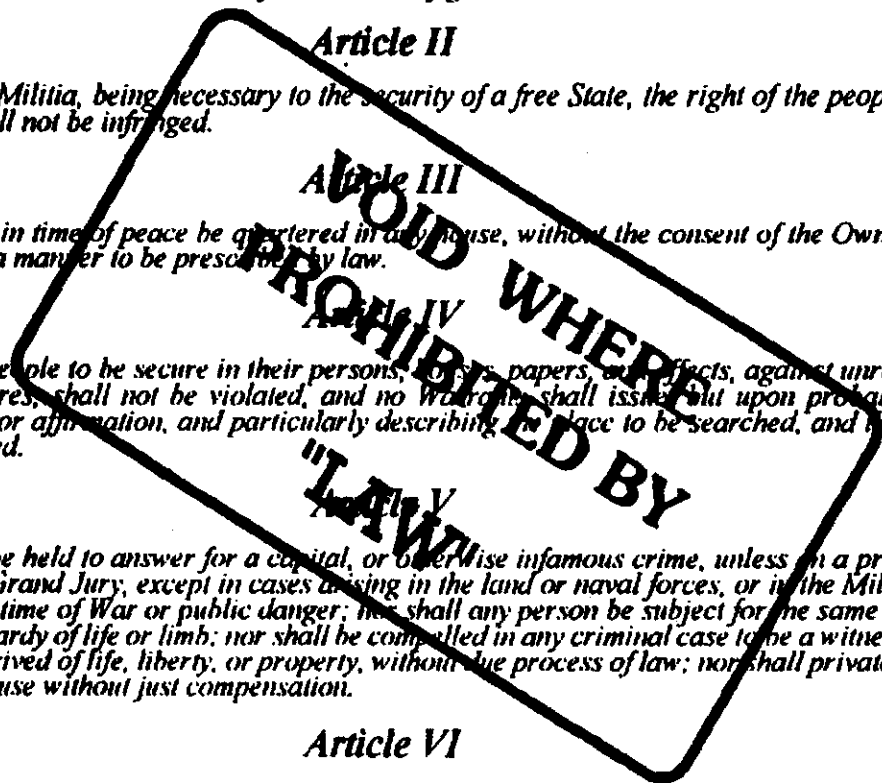 Article II
Militia, being necessary to the security of a free State, the right of the peop
ll not be infringed.
Article III
in time of peace be quartered in any house, without the consent of the Own
a manner to be prescribed by law.
Article IV
eople to be secure in their persons, houses, papers, and effects, against unr
res, shall not be violated, and no Warrants shall issue, but upon proba
or affirmation, and particularly describing the place to be searched, and
ed.
Article V
e held to answer for a capital, or otherwise infamous crime, unless on a pr
Grand Jury, except in cases arising in the land or naval forces, or in the Mil
time of War or public danger; nor shall any person be subject for the same
ardy of life or limb; nor shall be compelled in any criminal case to be a witne
rived of life, liberty, or property, without due process of law; nor shall private
use without just compensation.
Article VI
VOID WHERE
PROHIBITED BY
"LAW"